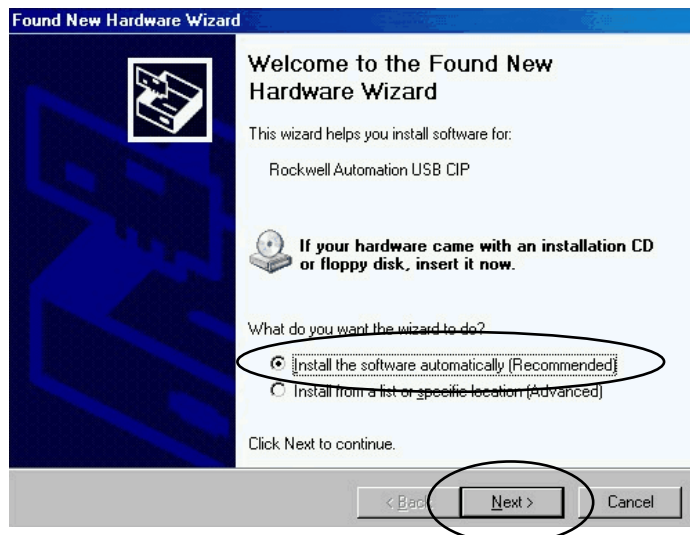 Found New Hardware Wizard
Welcome to the Found New
Hardware Wizard
This wizard helps you install software for:
Rockwell Automation USB CIP
If your hardware came with an installation CD
or floppy disk, insert it now.
What do you want the wizard to do?
Install the software automatically (Recommended)
Install from a list or specific location (Advanced)
Click Next to continue.
< Back Next > Cancel